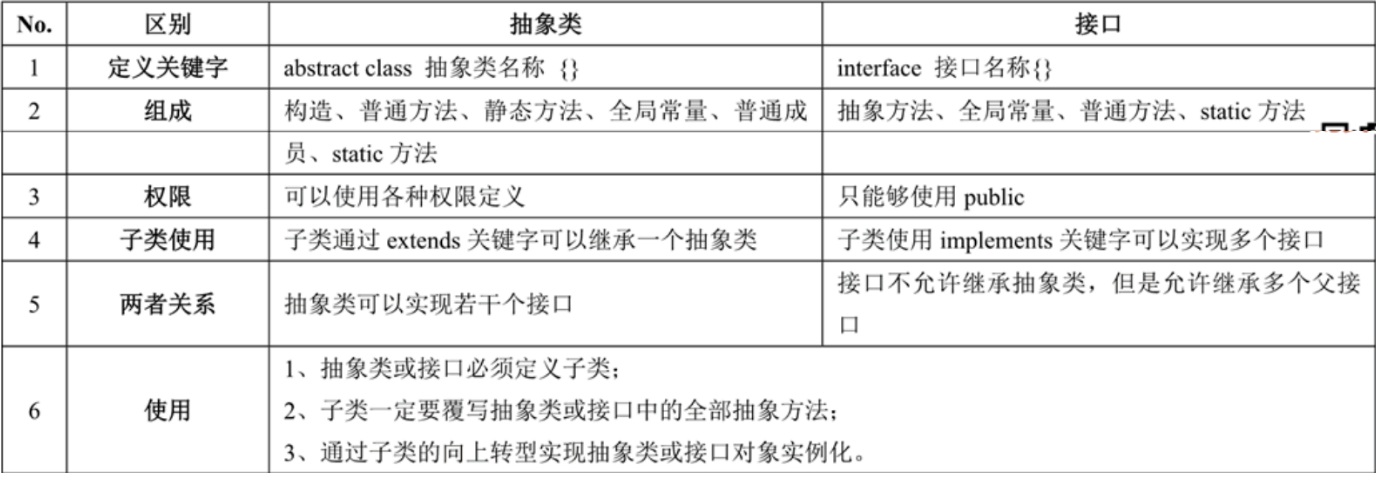 No. 区别 抽象类 接口
1 定义关键字 abstract class 抽象类名称 {} interface 接口名称{}
2 组成 构造、普通方法、静态方法、全局常量、普通成 抽象方法、全局常量、普通方法、static 方法
员、static 方法
3 权限 可以使用各种权限定义 只能够使用 public
4 子类使用 子类通过 extends 关键字可以继承一个抽象类 子类使用 implements 关键字可以实现多个接口
5 两者关系 抽象类可以实现若干个接口 接口不允许继承抽象类，但是允许继承多个父接
口
6 使用 1、抽象类或接口必须定义子类；
2、子类一定要覆写抽象类或接口中的全部抽象方法；
3、通过子类的向上转型实现抽象类或接口对象实例化。